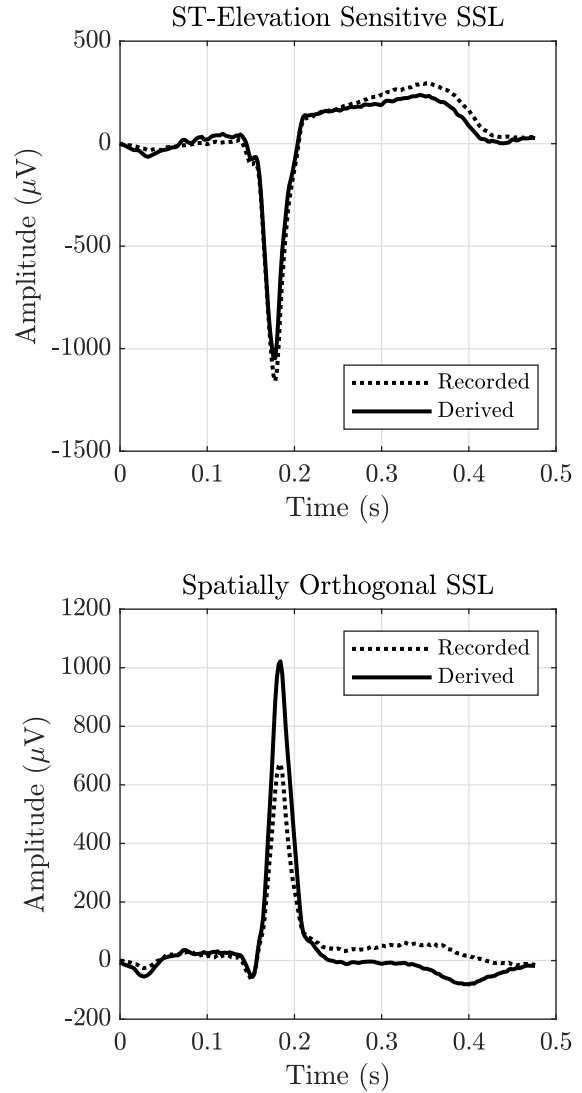 ST-Elevation Sensitive SSL
500
0
-500
-1000
-1500
Amplitude (μV)
Recorded
Derived
0 0.1 0.2 0.3 0.4 0.5
Time (s)
Spatially Orthogonal SSL
1200
1000
800
600
400
200
0
-200
Amplitude (μV)
Recorded
Derived
0 0.1 0.2 0.3 0.4 0.5
Time (s)